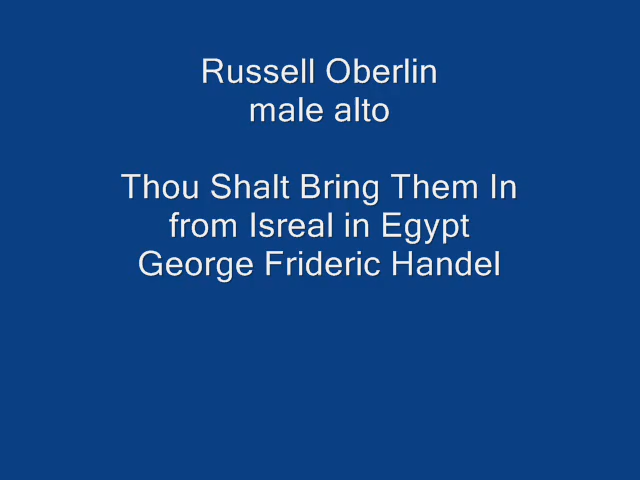 Russell Oberlin
male alto
Thou Shalt Bring Them In
from Isreal in Egypt
George Frideric Handel